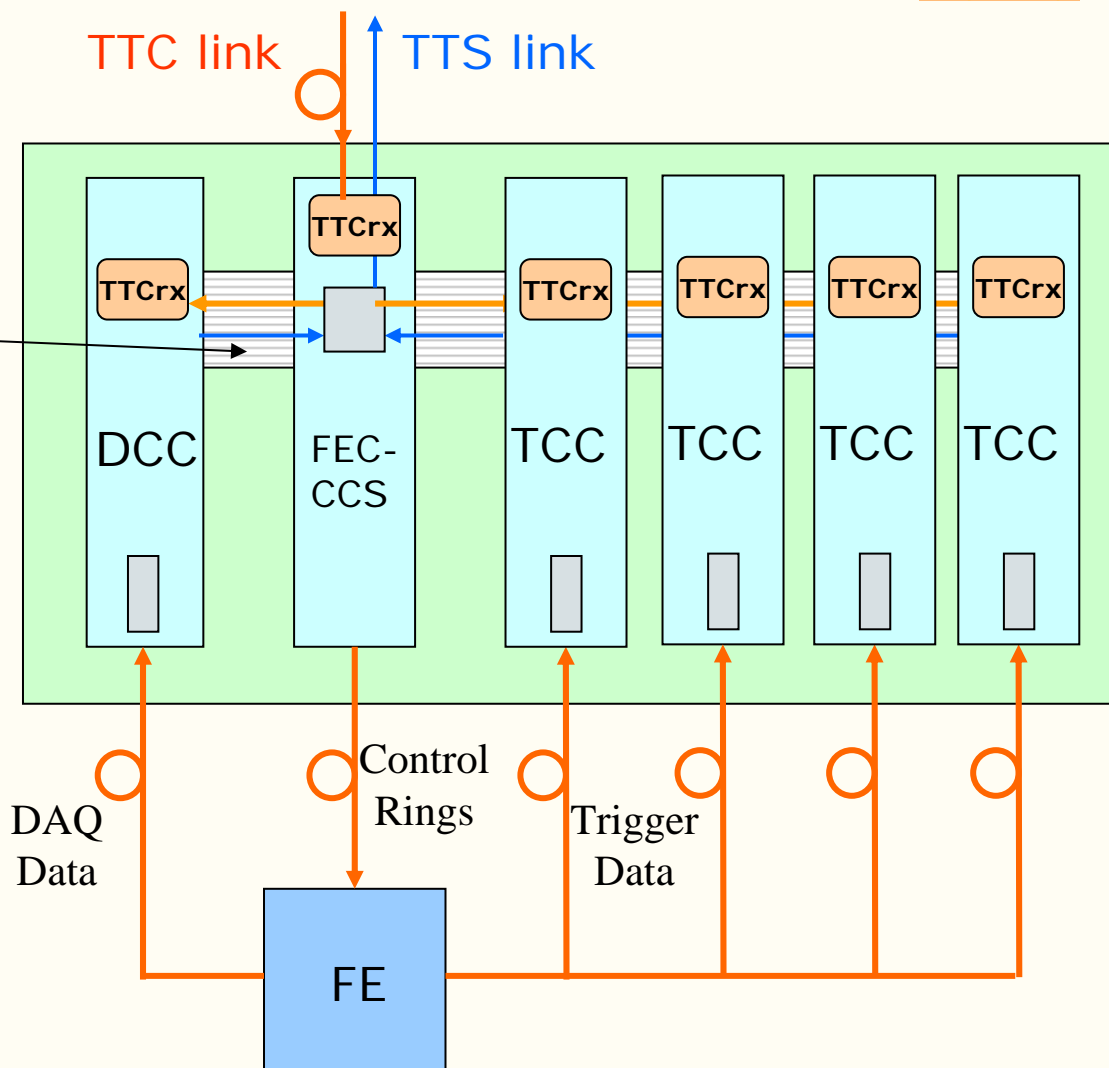 TTC link
TTS link
TTCrx
TTCrx
TTCrx
TTCrx
TTCrx
TTCrx
DCC
FEC-
CCS
TCC
TCC
TCC
TCC
Control
Rings
DAQ
Data
Trigger
Data
FE